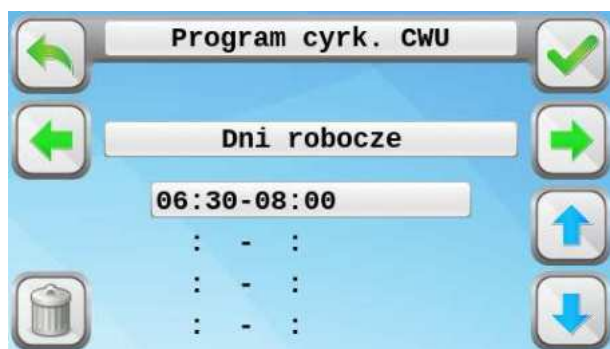 Program cyrk. CWU
Dni robocze
06:30-08:00
: - :
: - :
: - :